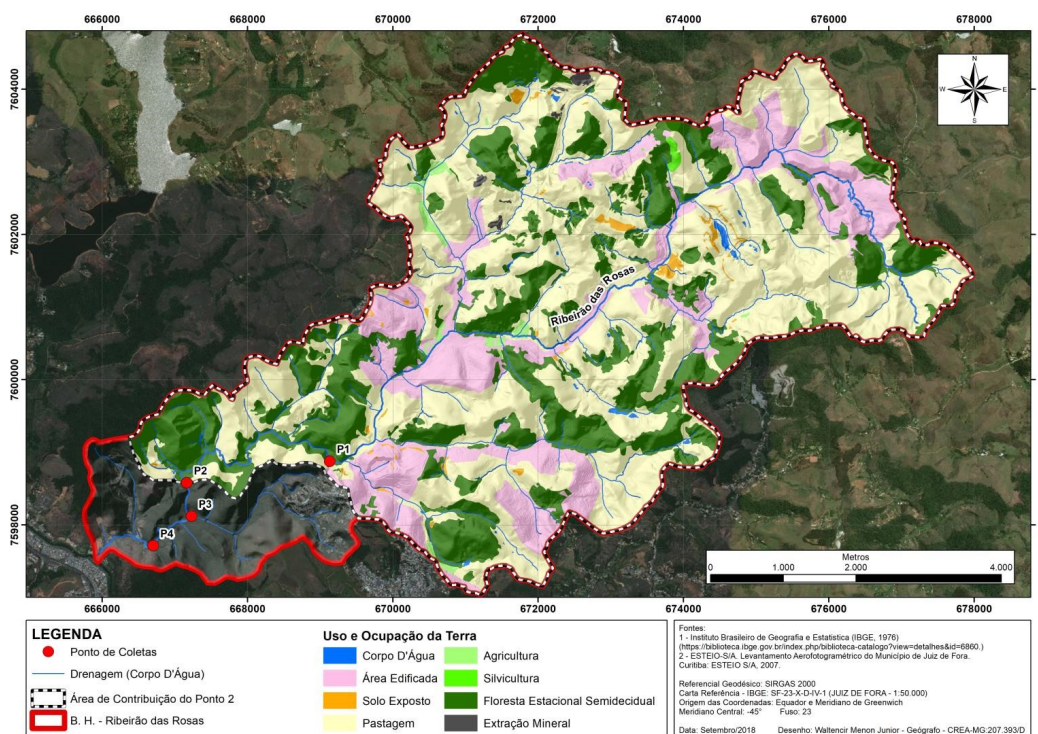 666000 668000 670000 672000 674000 676000 678000
7604000
7602000
7600000
7598000
N
W E
S
Ribeirão das Rosas
P1
P2
P3
P4
Metros
0 1.000 2.000 4.000
666000 668000 670000 672000 674000 676000 678000
LEGENDA
Ponto de Coletas
Drenagem (Corpo D'Água)
Área de Contribuição do Ponto 2
B. H. - Ribeirão das Rosas
Uso e Ocupação da Terra
Corpo D'Água
Área Edificada
Solo Exposto
Pastagem
Agricultura
Silvicultura
Floresta Estacional Semidecidual
Extração Mineral
Fontes:
1 - Instituto Brasileiro de Geografia e Estatística (IBGE, 1976)
(https://biblioteca.ibge.gov.br/index.php/biblioteca-catalogo?view=detalhes&id=6860.)
2 - ESTEIO-S/A. Levantamento Aerofotogramétrico do Município de Juiz de Fora.
Curitiba: ESTEIO S/A, 2007.
Referencial Geodésico: SIRGAS 2000
Carta Referência - IBGE: SF-23-X-D-IV-1 (JUIZ DE FORA - 1:50.000)
Origem das Coordenadas: Equador e Meridiano de Greenwich
Meridiano Central: -45° Fuso: 23
Data: Setembro/2018 Desenho: Waltencir Menon Junior - Geógrafo - CREA-MG:207.393/D